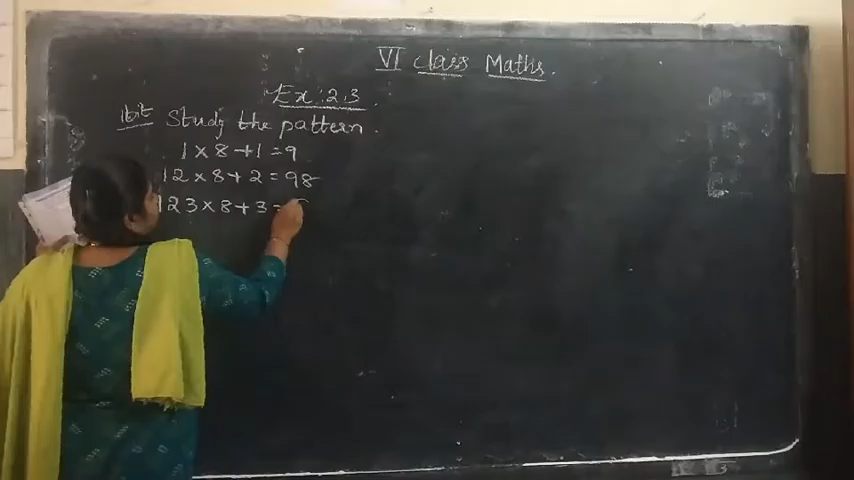 VI class Maths.
Ex: 2.3.
Study the pattern.
1 × 8 + 1 = 9
12 × 8 + 2 = 98
123 × 8 + 3 =